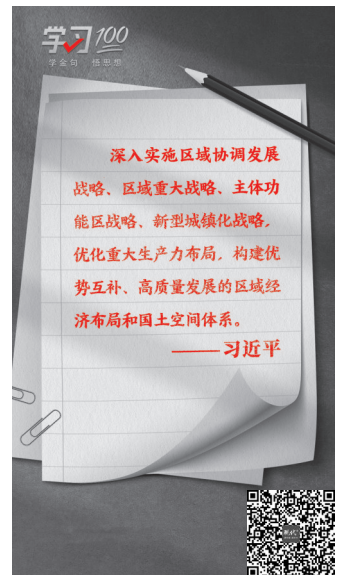 学习100
学金句 悟思想
深入实施区域协调发展
战略、区域重大战略、主体功
能区战略、新型城镇化战略，
优化重大生产力布局，构建优
势互补、高质量发展的区域经
济布局和国土空间体系。
——习近平